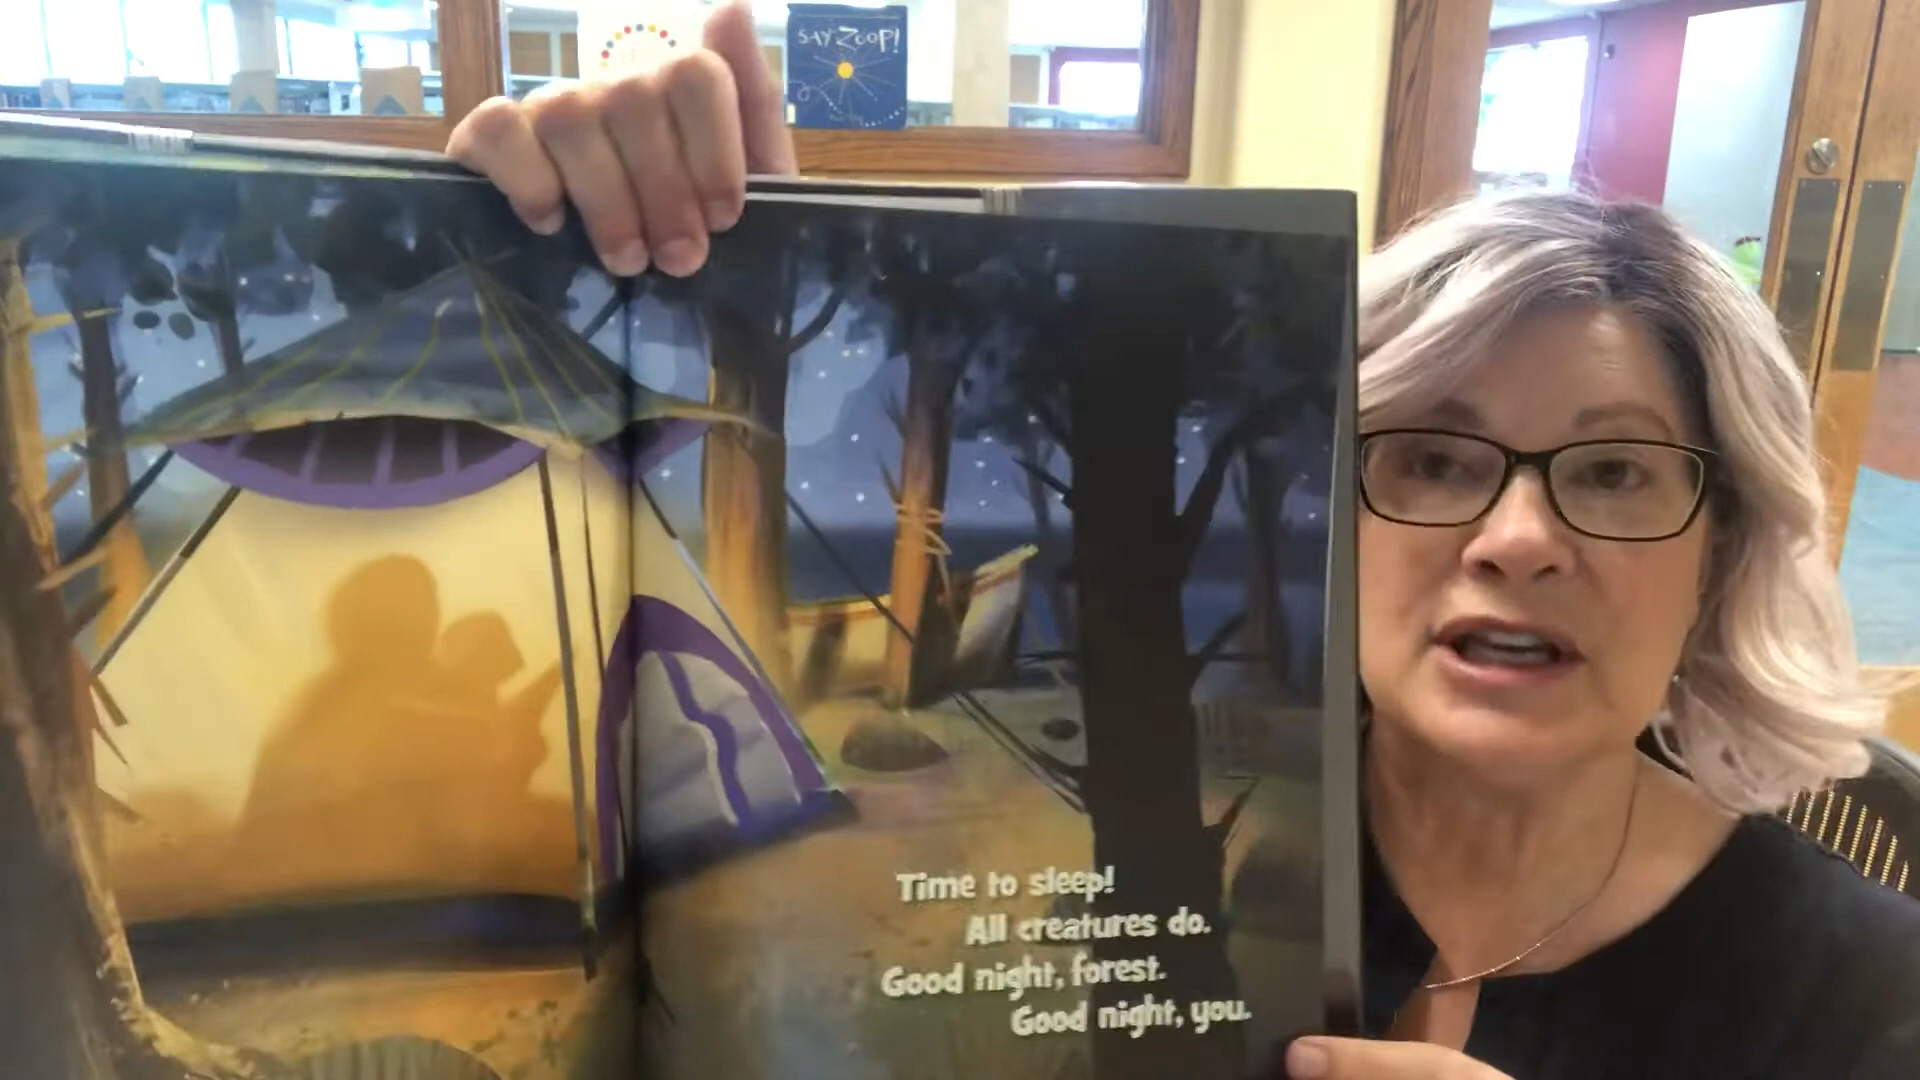 SAY ZOOP!
Time to sleep!
All creatures do.
Good night, forest.
Good night, you.